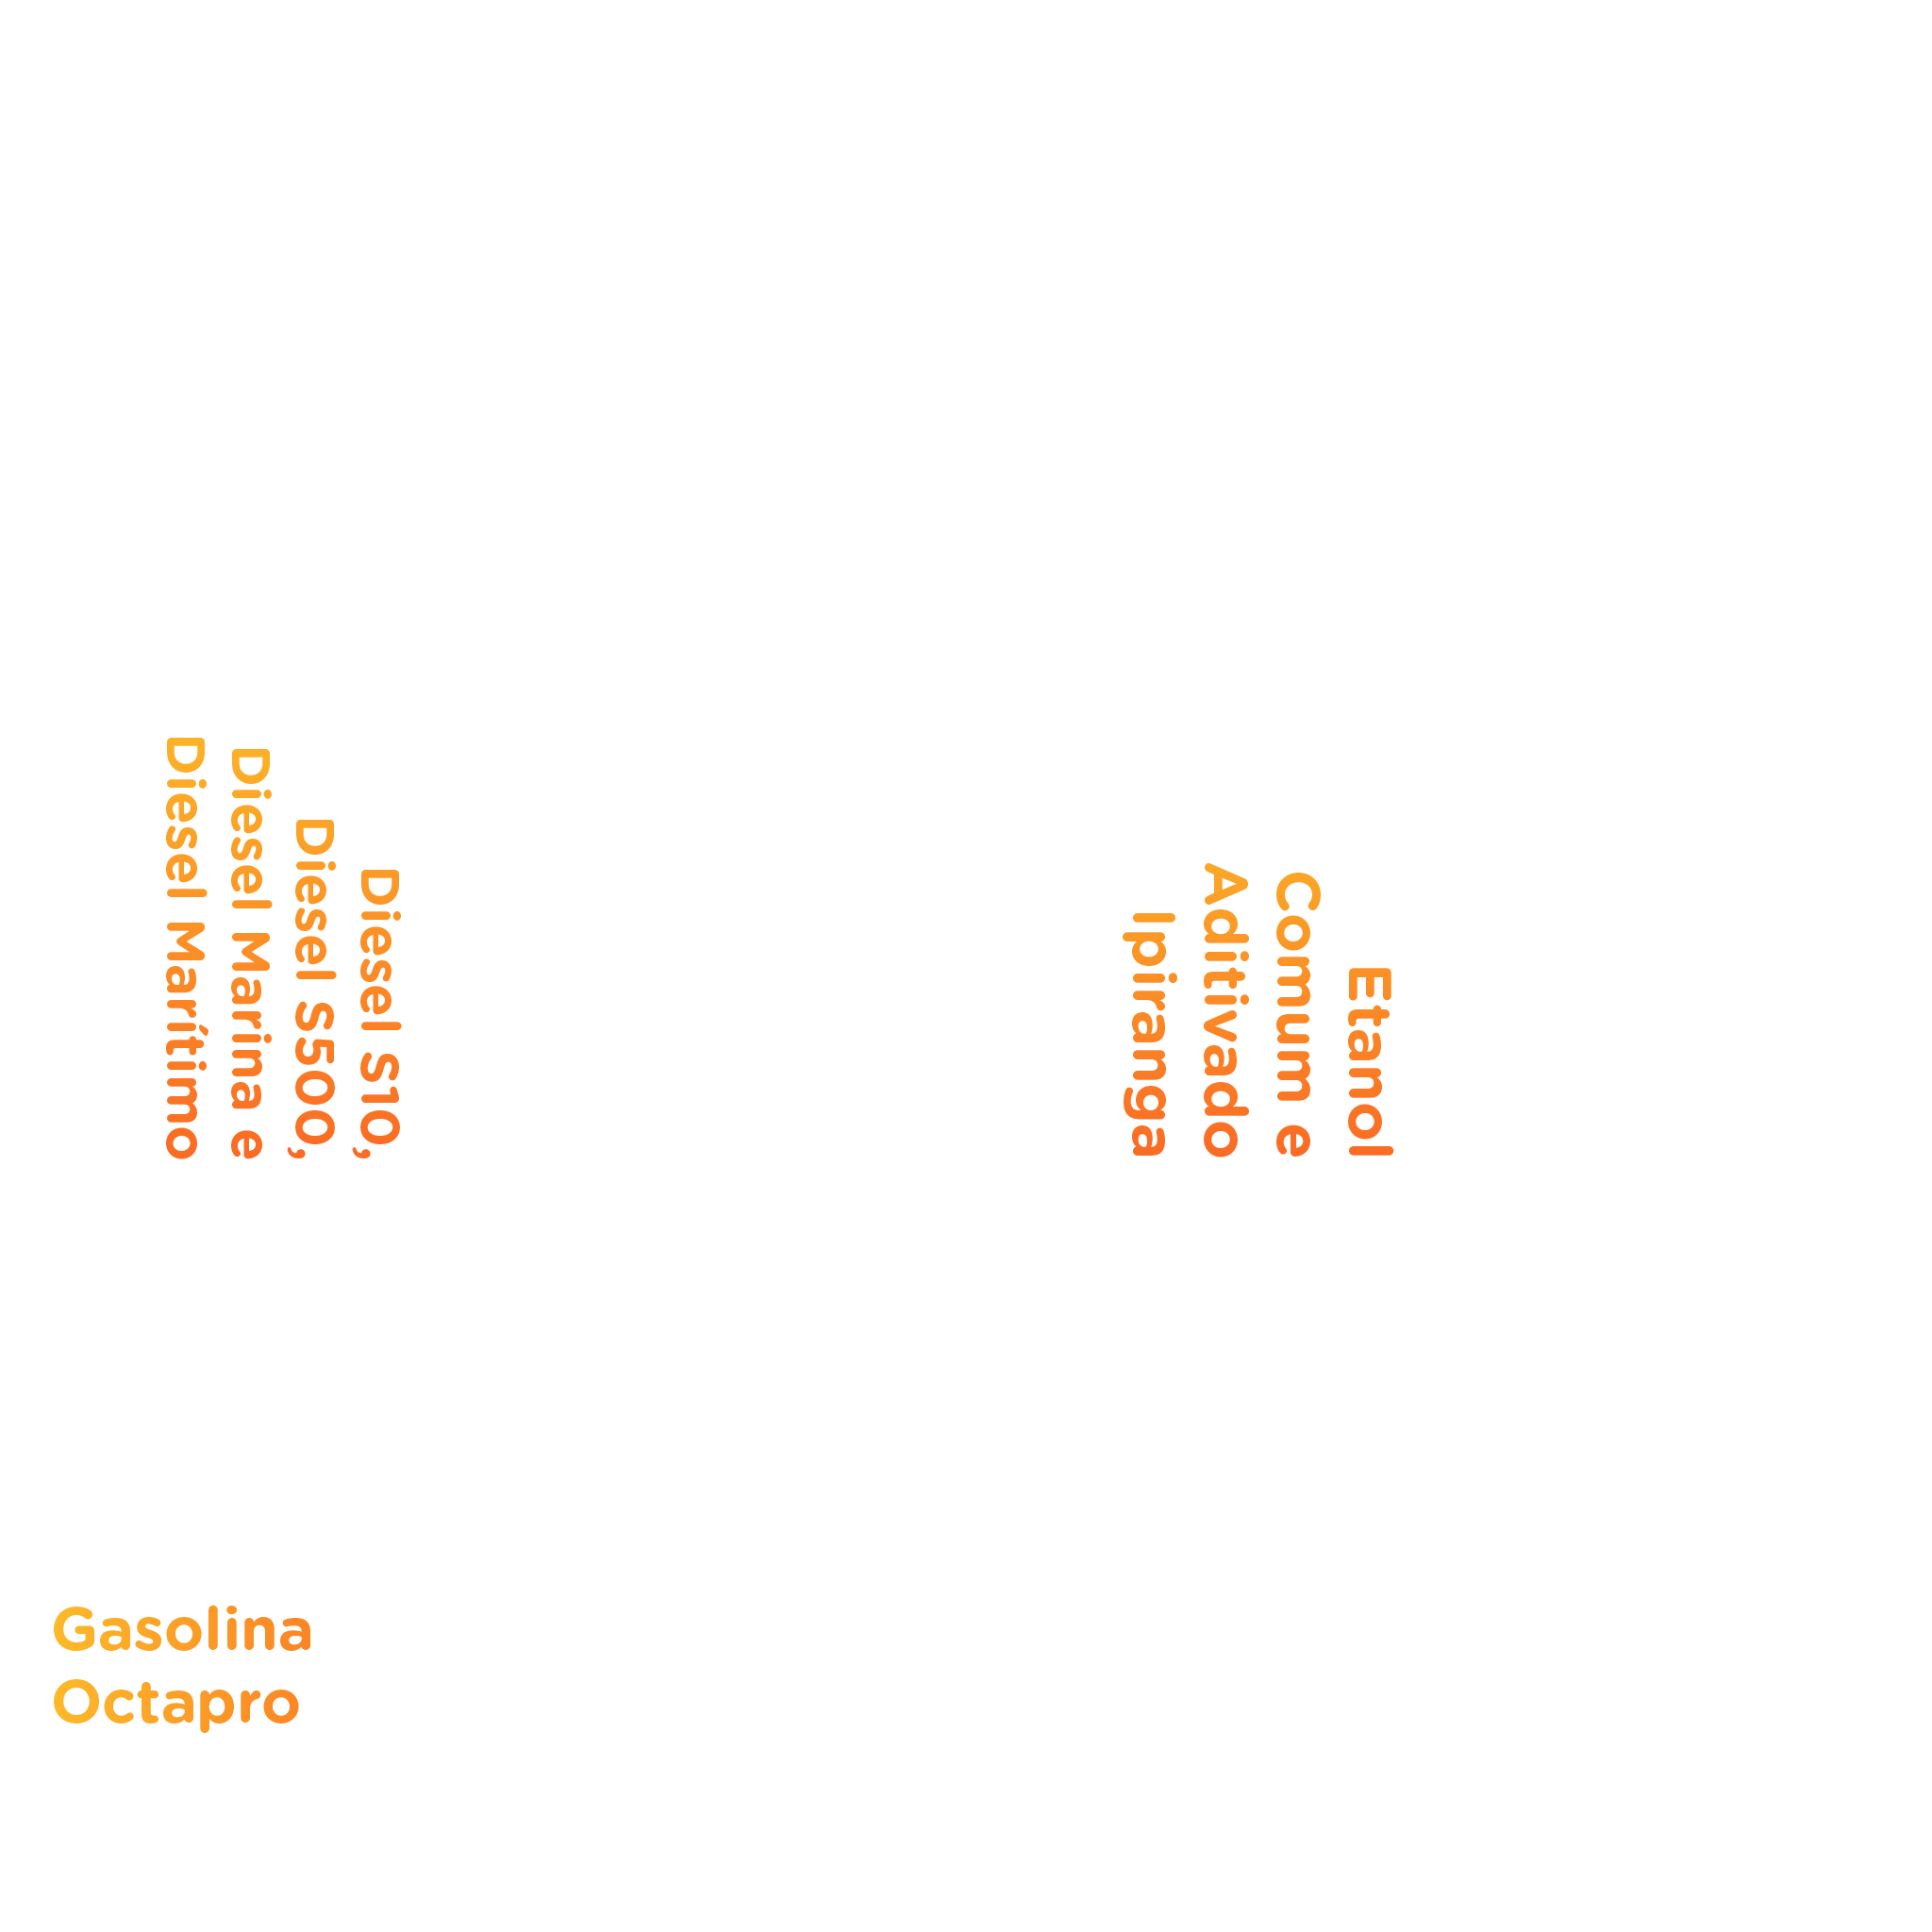 Diesel S10,
Diesel S500,
Diesel Marina e
Diesel Marítimo
Etanol
Comum e
Aditivado
Ipiranga
Gasolina
Octapro